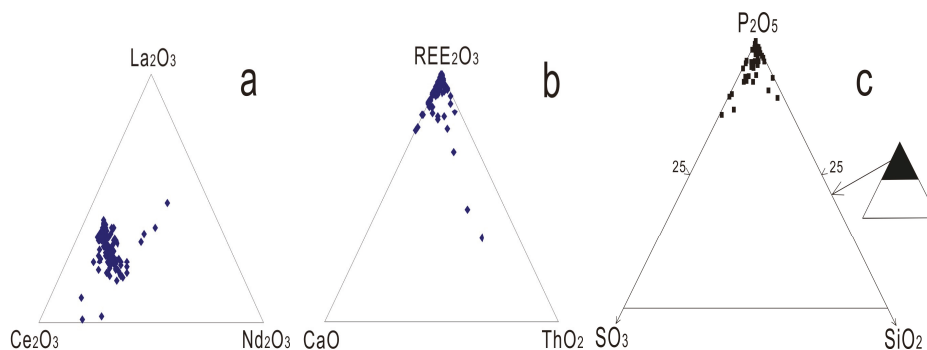 La₂O₃
a
Ce₂O₃
Nd₂O₃
REE₂O₃
b
CaO
ThO₂
P₂O₅
c
25
25
SO₃
SiO₂